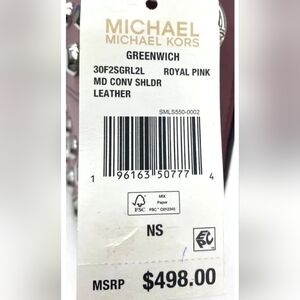 MICHAEL
MICHAEL KORS
GREENWICH
30F2SGRL2L ROYAL PINK
MD CONV SHLDR
LEATHER
SMLS550-0002
1 96163 50777 4
FSC
MIX
Paper
NS
MSRP $498.00